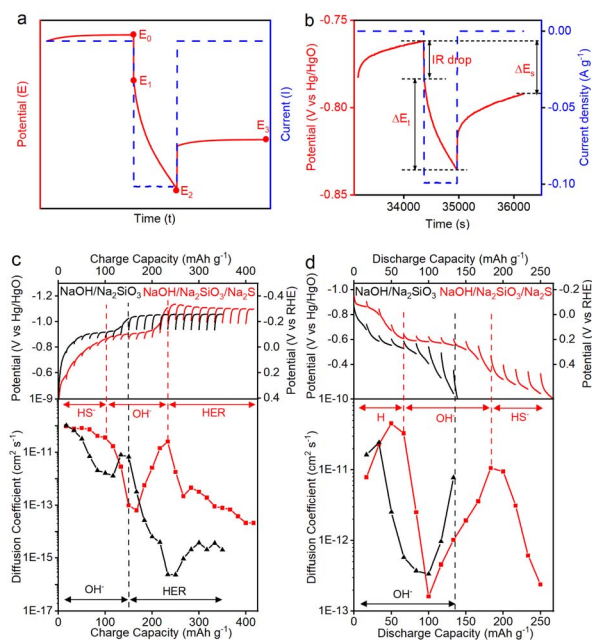 a
E₀
E₁
E₂
E₃
Potential (E)
Current (I)
Time (t)
b
-0.75
-0.80
-0.85
0.00
-0.05
-0.10
IR drop
ΔEₛ
ΔEₜ
Potential (V vs Hg/HgO)
Current density (A g⁻¹)
34000 35000 36000
Time (s)
c
Charge Capacity (mAh g⁻¹)
0 100 200 300 400
NaOH/Na₂SiO₃ NaOH/Na₂SiO₃/Na₂S
-1.2
-1.0
-0.8
-0.6
-0.4
-0.2
0.0
0.2
0.4
Potential (V vs Hg/HgO)
Potential (V vs RHE)
HS⁻ OH⁻ HER
1E-9
1E-11
1E-13
1E-15
1E-17
Diffusion Coefficient (cm² s⁻¹)
OH⁻ HER
0 100 200 300 400
Charge Capacity (mAh g⁻¹)
d
Discharge Capacity (mAh g⁻¹)
0 50 100 150 200 250
NaOH/Na₂SiO₃ NaOH/Na₂SiO₃/Na₂S
-1.0
-0.8
-0.6
-0.4
-0.2
0.0
0.2
0.4
Potential (V vs Hg/HgO)
Potential (V vs RHE)
H OH⁻ HS⁻
1E-10
1E-11
1E-12
1E-13
Diffusion Coefficient (cm² s⁻¹)
OH⁻
0 50 100 150 200 250
Discharge Capacity (mAh g⁻¹)